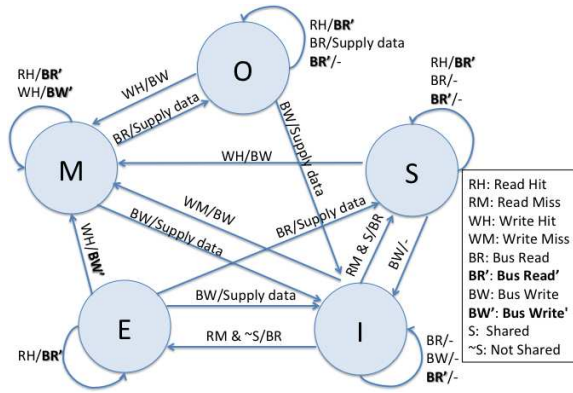 RH/BR'
BR/Supply data
BR'/-
O
RH/BR'
WH/BW'
WH/BW
BR/Supply data
BW/Supply data
RH/BR'
BR/-
BR'/-
M
WH/BW
S
WM/BW
BR/Supply data
BW/Supply data
RM & S/BR
BW/-
WH/BW'
E
BW/Supply data
I
RM & ~S/BR
RH/BR'
BR/-
BW/-
BR'/-
RH: Read Hit
RM: Read Miss
WH: Write Hit
WM: Write Miss
BR: Bus Read
BR': Bus Read'
BW: Bus Write
BW': Bus Write'
S: Shared
~S: Not Shared